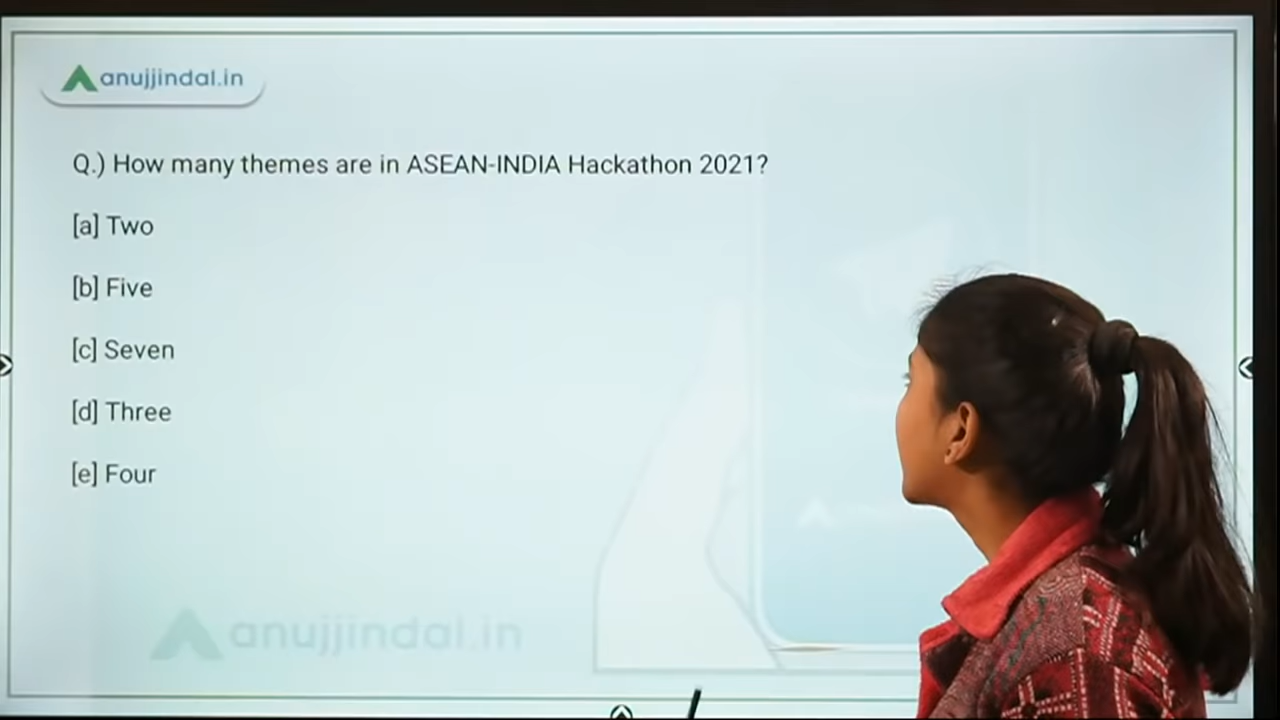 anujjindal.in
Q.) How many themes are in ASEAN-INDIA Hackathon 2021?
[a] Two
[b] Five
[c] Seven
[d] Three
[e] Four
anujjindal.in